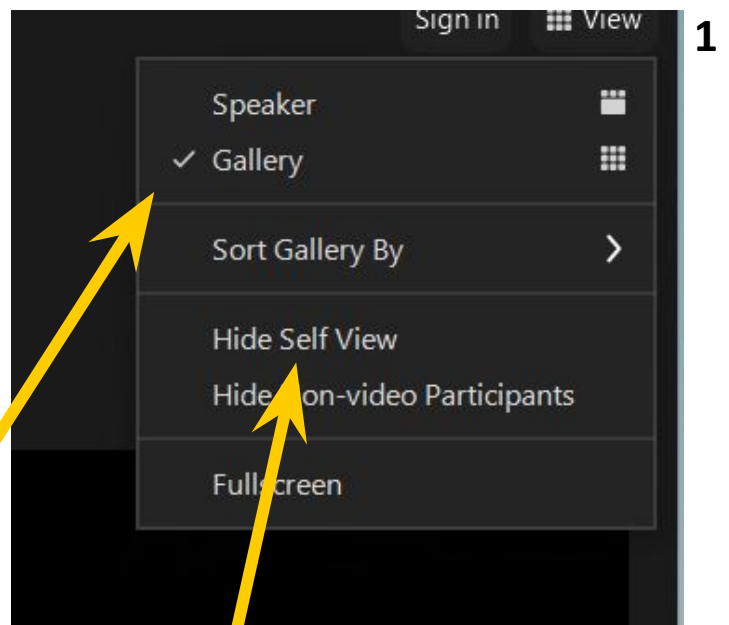 Sign in View 1
Speaker
Gallery
Sort Gallery By
Hide Self View
Hide Non-video Participants
Fullscreen